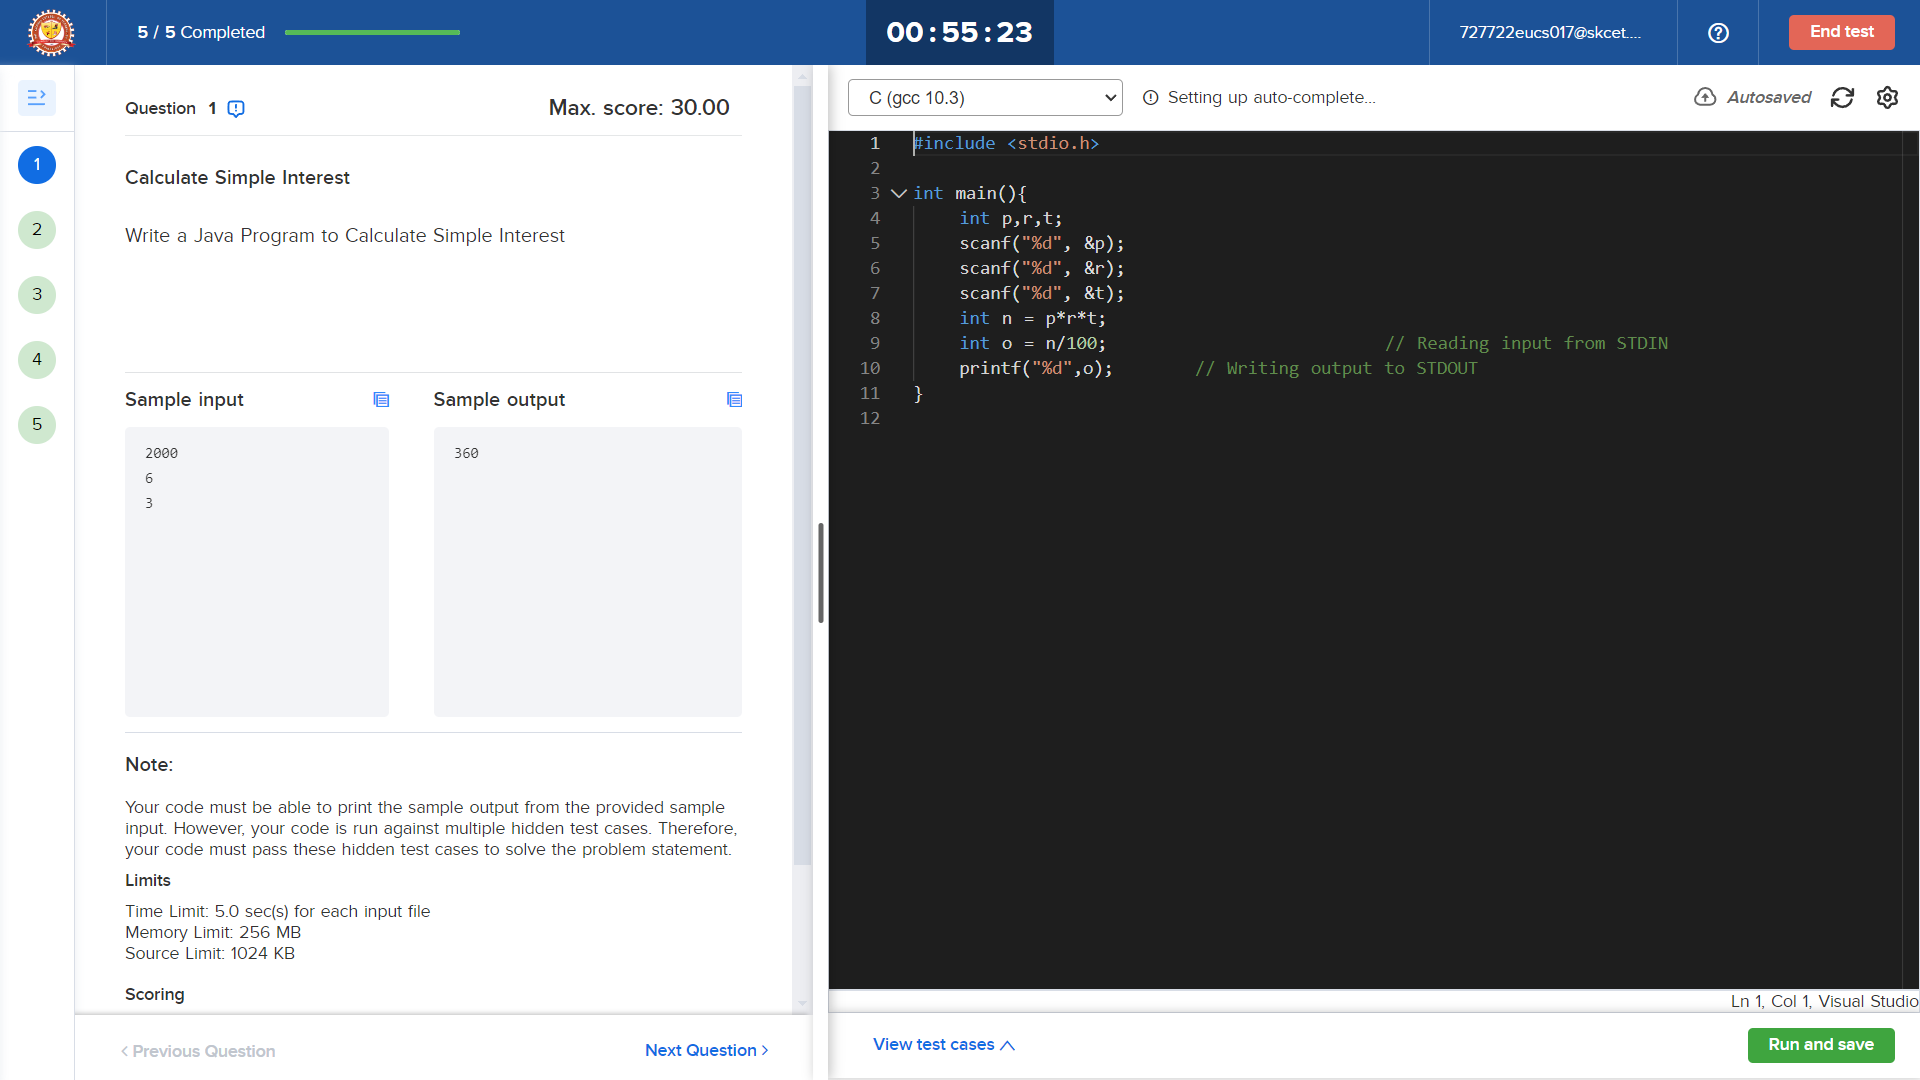 5 / 5 Completed
00:55:23
727722eucs017@skcet....
End test
Question 1
Max. score: 30.00
C (gcc 10.3)
Setting up auto-complete...
Autosaved
1
2
3
4
5
Calculate Simple Interest
Write a Java Program to Calculate Simple Interest
Sample input
Sample output
2000
6
3
360
Note:
Your code must be able to print the sample output from the provided sample
input. However, your code is run against multiple hidden test cases. Therefore,
your code must pass these hidden test cases to solve the problem statement.
Limits
Time Limit: 5.0 sec(s) for each input file
Memory Limit: 256 MB
Source Limit: 1024 KB
Scoring
< Previous Question
Next Question >
1 #include <stdio.h>
2
3 int main(){
4 int p,r,t;
5 scanf("%d", &p);
6 scanf("%d", &r);
7 scanf("%d", &t);
8 int n = p*r*t;
9 int o = n/100; // Reading input from STDIN
10 printf("%d",o); // Writing output to STDOUT
11 }
12
Ln 1, Col 1, Visual Studio
View test cases
Run and save